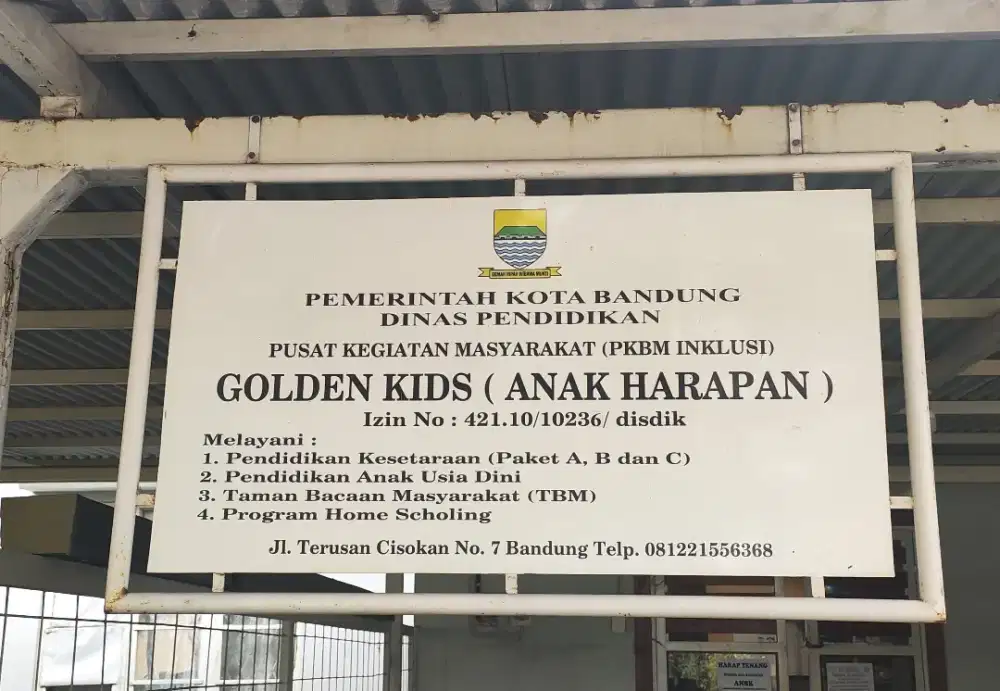 PEMERINTAH KOTA BANDUNG
DINAS PENDIDIKAN
PUSAT KEGIATAN MASYARAKAT (PKBM INKLUSI)
GOLDEN KIDS ( ANAK HARAPAN )
Izin No : 421.10/10236/ disdik
Melayani :
1. Pendidikan Kesetaraan (Paket A, B dan C)
2. Pendidikan Anak Usia Dini
3. Taman Bacaan Masyarakat (TBM)
4. Program Home Scholing
Jl. Terusan Cisokan No. 7 Bandung Telp. 081221556368
HARAP TENANG
ANAK